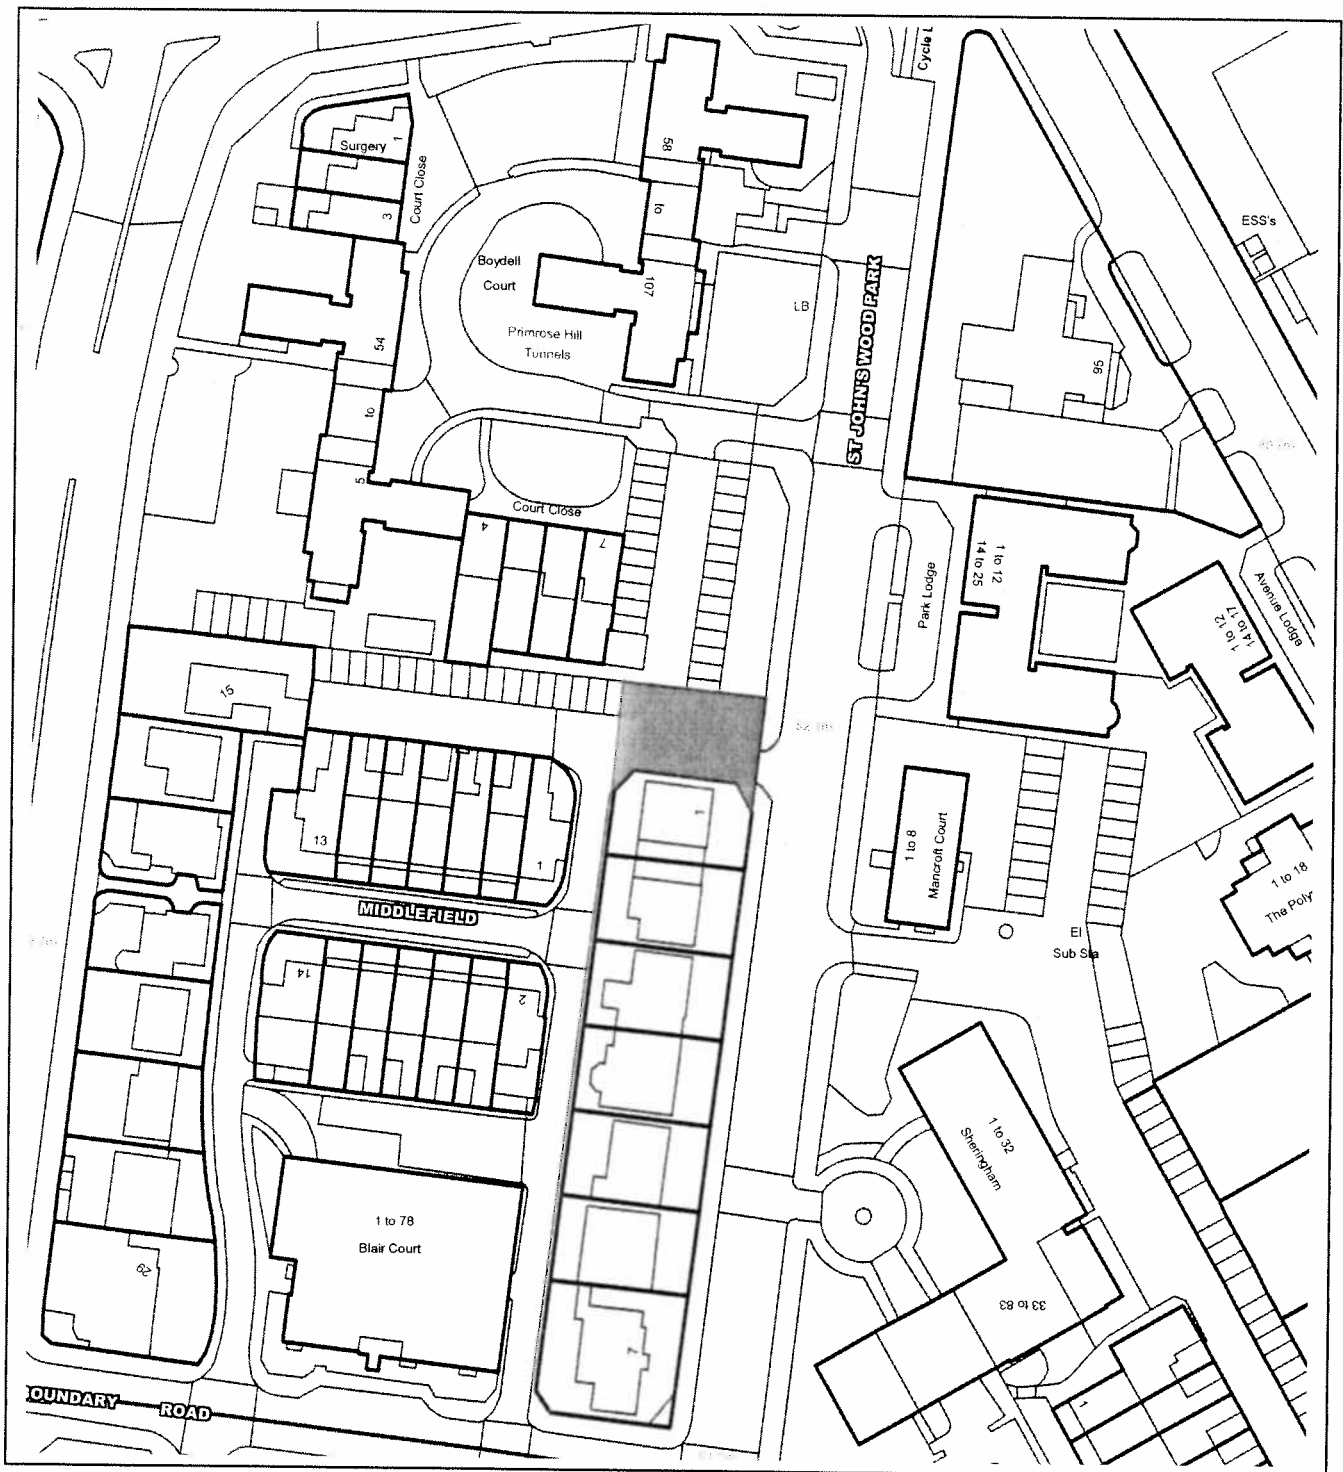 Cycle L
Surgery
1
Court Close
3
58
to
107
Boydell
Court
Primrose Hill
Tunnels
LB
ST JOHN'S WOOD PARK
ESS's
95
54
to
5
Court Close
4
7
1 to 12
14 to 25
Park Lodge
Avenue Lodge
1 to 12
14 to 17
15
1
13
1
MIDDLEFIELD
14
2
1 to 8
Mancroft Court
El
Sub Sta
1 to 18
The Poly
1 to 32
Sheringham
33 to 83
1 to 78
Blair Court
29
7
1
OUNDARY ROAD